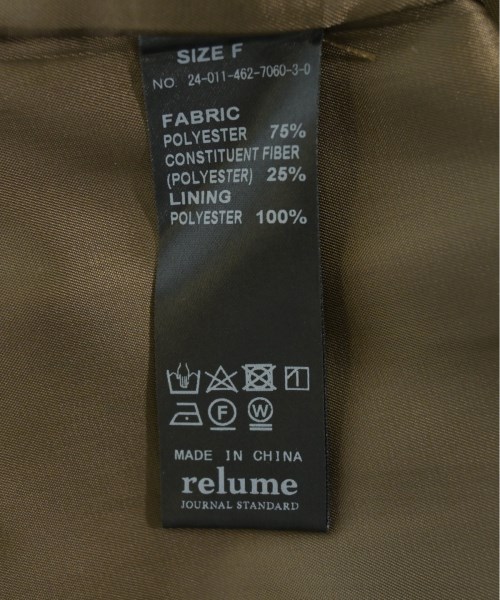 SIZE F
NO. 24-011-462-7060-3-0
FABRIC
POLYESTER 75%
CONSTITUENT FIBER
(POLYESTER) 25%
LINING
POLYESTER 100%
F W
MADE IN CHINA
relume
JOURNAL STANDARD